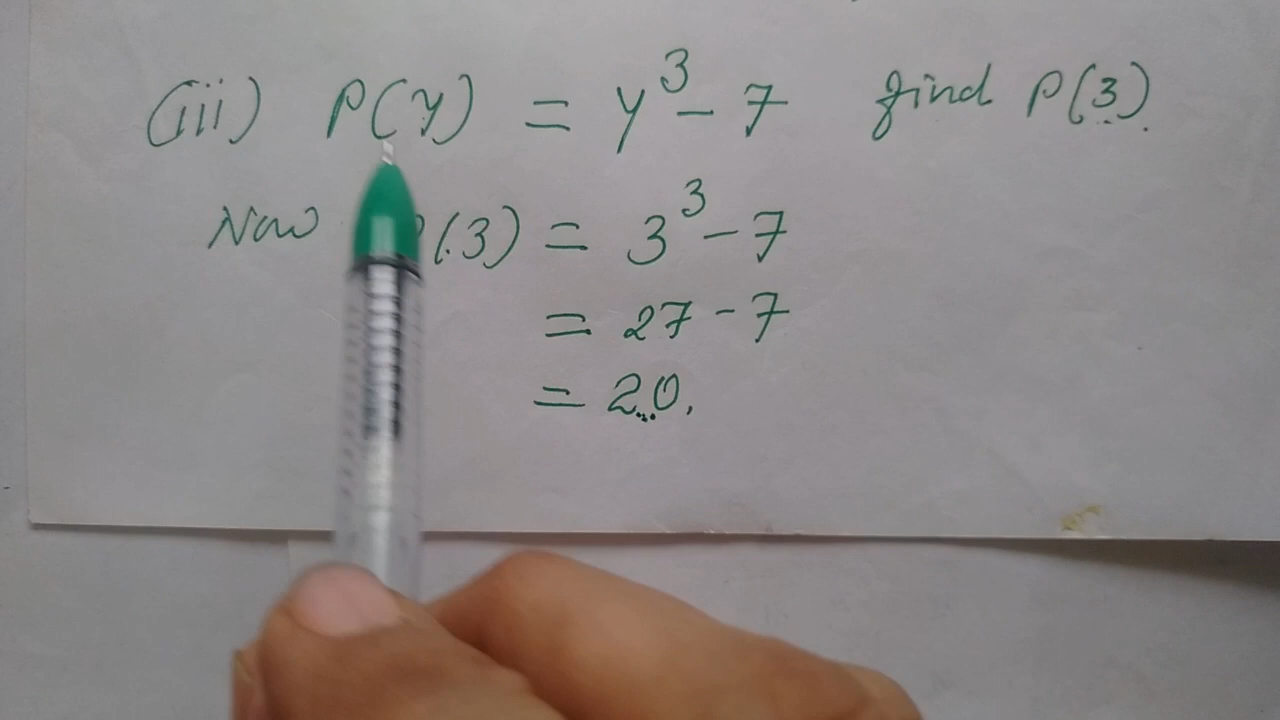 (iii) P(y) = y³ - 7 find P(3).
Now P(3) = 3³ - 7
= 27 - 7
= 20.